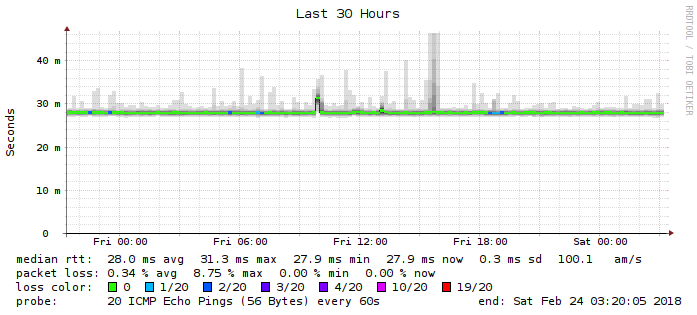 Last 30 Hours
RRDTOOL / TOBI OETIKER
Seconds
40 m
30 m
20 m
10 m
0
Fri 00:00 Fri 06:00 Fri 12:00 Fri 18:00 Sat 00:00
median rtt: 28.0 ms avg 31.3 ms max 27.9 ms min 27.9 ms now 0.3 ms sd 100.1 am/s
packet loss: 0.34 % avg 8.75 % max 0.00 % min 0.00 % now
loss color: 0 1/20 2/20 3/20 4/20 10/20 19/20
probe: 20 ICMP Echo Pings (56 Bytes) every 60s end: Sat Feb 24 03:20:05 2018